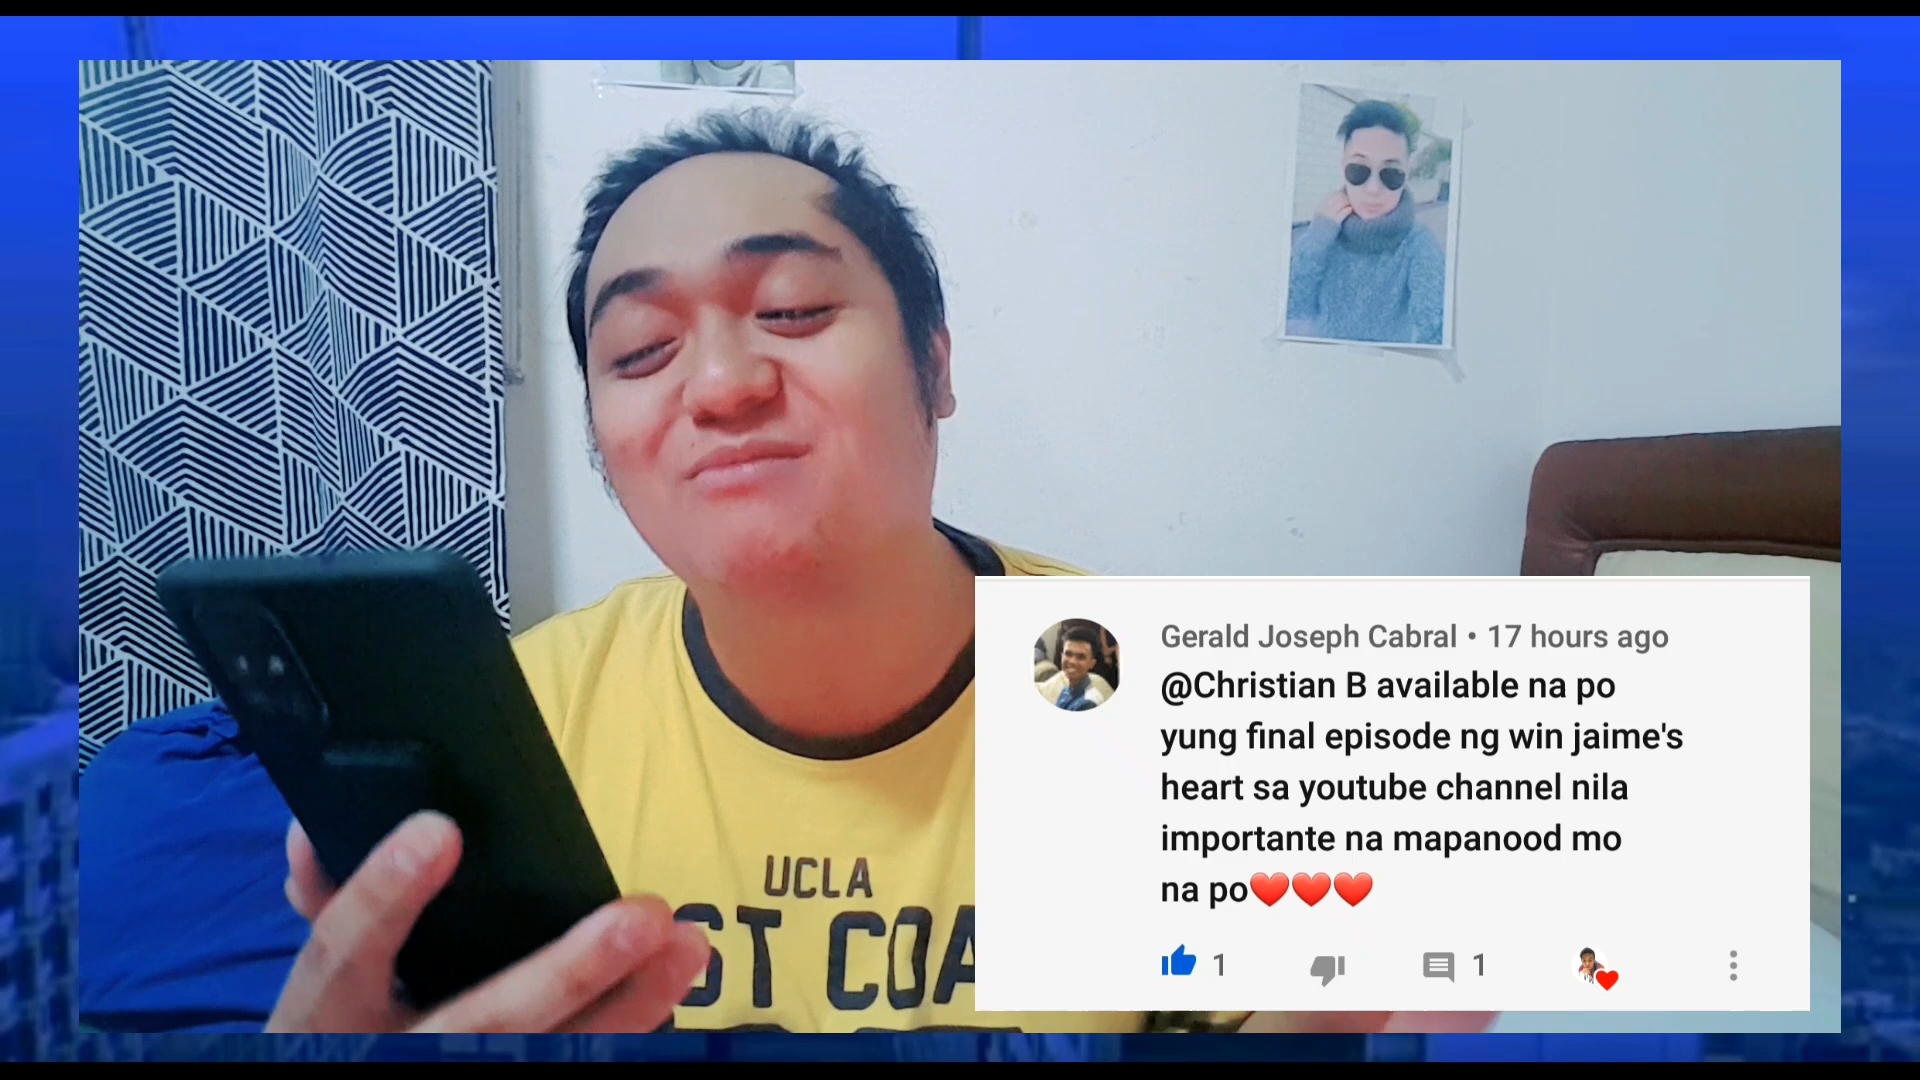 UCLA
ST COA
Gerald Joseph Cabral • 17 hours ago
@Christian B available na po
yung final episode ng win jaime's
heart sa youtube channel nila
importante na mapanood mo
na po❤️❤️❤️
1
1